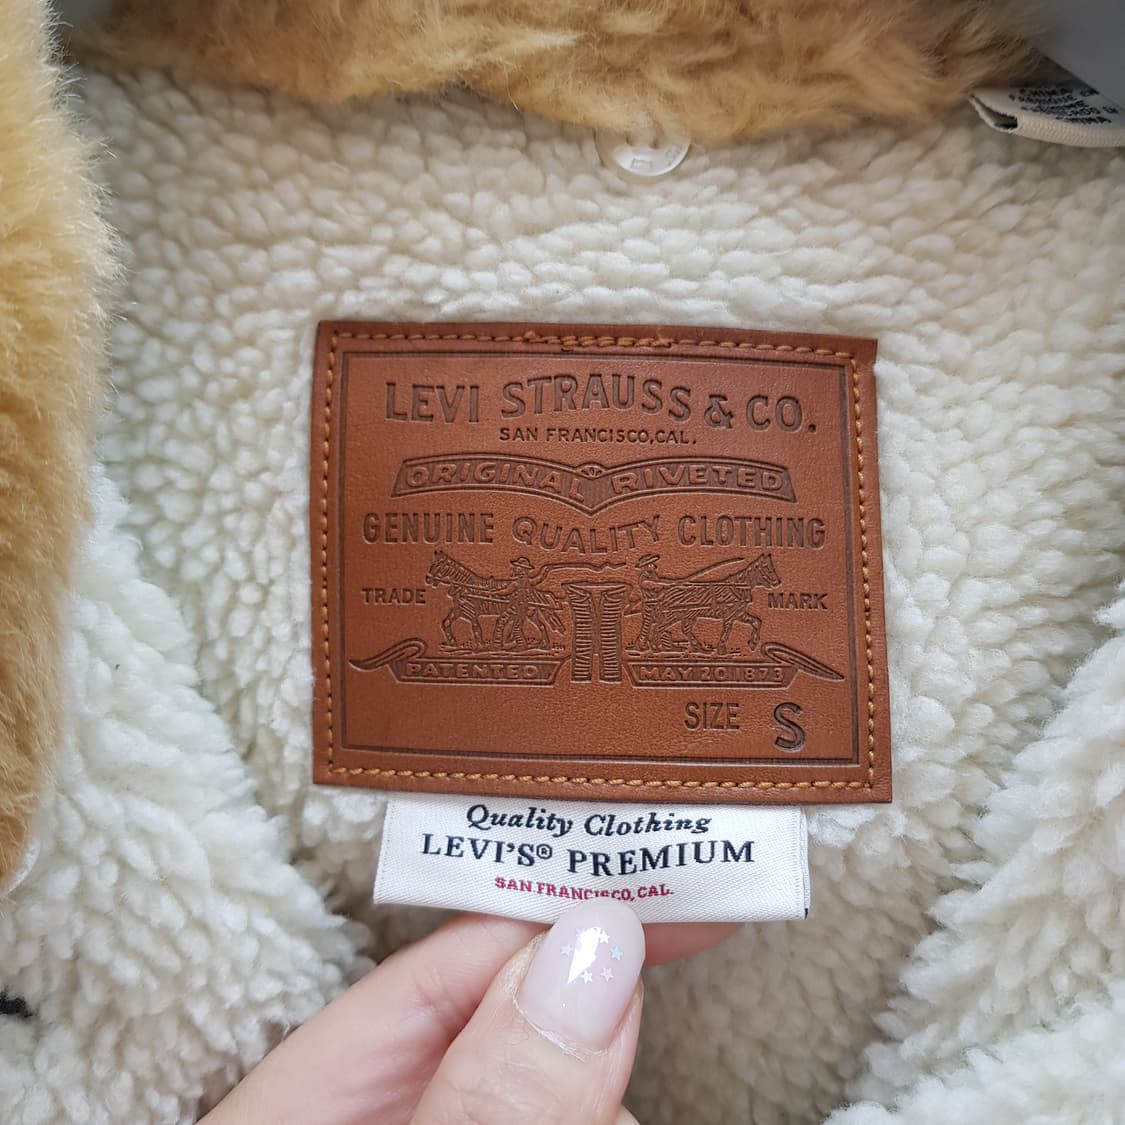 LEVI STRAUSS & CO.
SAN FRANCISCO, CAL.
ORIGINAL RIVETED
GENUINE QUALITY CLOTHING
TRADE MARK
PATENTED MAY 20 1873
SIZE S
Quality Clothing
LEVI'S® PREMIUM
SAN FRANCISCO, CAL.